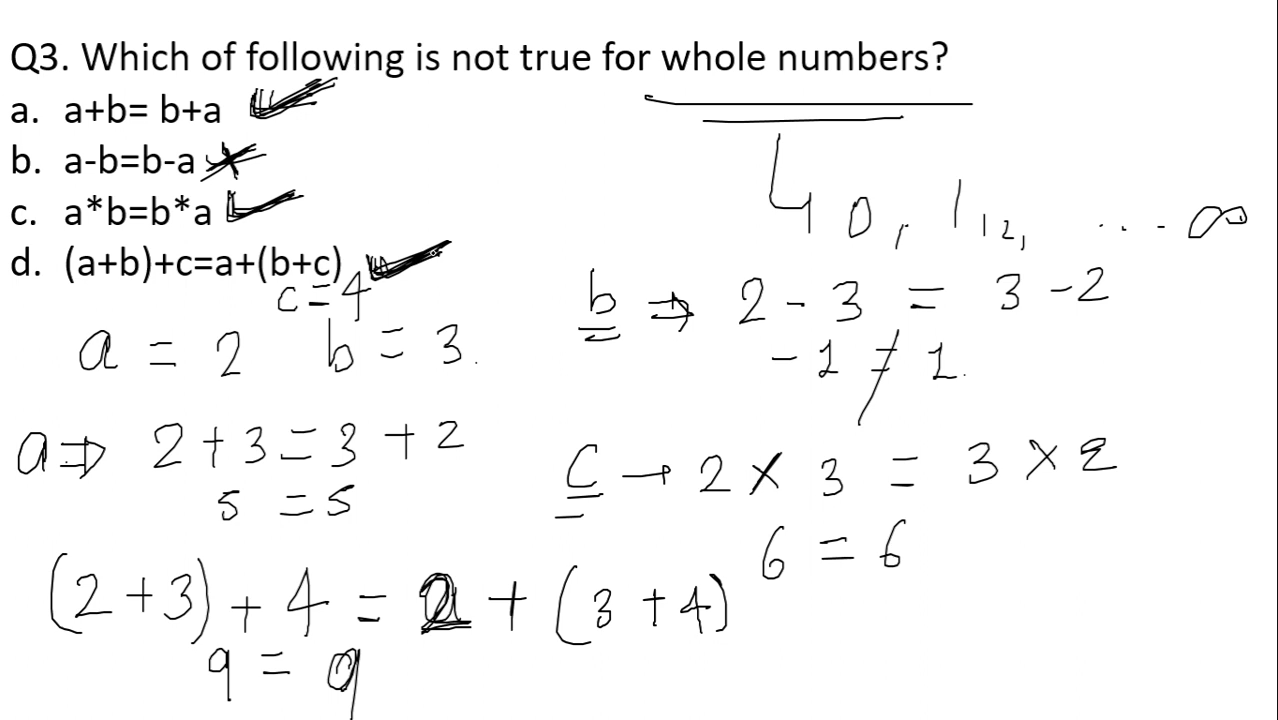 Q3. Which of following is not true for whole numbers?
a. a+b= b+a
b. a-b=b-a
c. a*b=b*a
d. (a+b)+c=a+(b+c)
0, 1, 2, ... ∞
c=4
a = 2 b = 3.
b ⇒ 2 - 3 = 3 - 2
-1 ≠ 1.
a ⇒ 2+3=3+2
5 = 5
c → 2 × 3 = 3 × 2
6 = 6
(2+3) + 4 = 2 + (3+4)
9 = 9